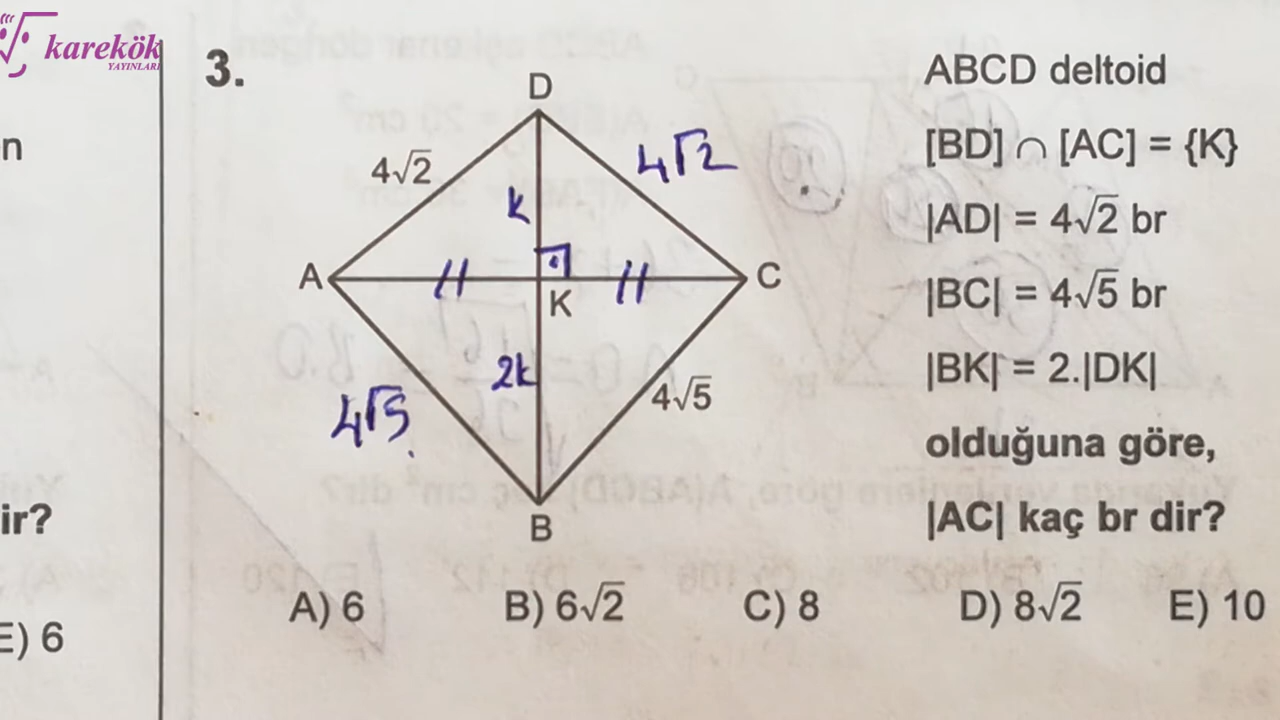 karekök
YAYINLARI
n
ir?
E) 6
3.
D
4√2
4√2
k
A
C
K
2k
4√5
4√5
B
ABCD deltoid
[BD] ∩ [AC] = {K}
|AD| = 4√2 br
|BC| = 4√5 br
|BK| = 2.|DK|
olduğuna göre,
|AC| kaç br dir?
A) 6 B) 6√2 C) 8 D) 8√2 E) 10